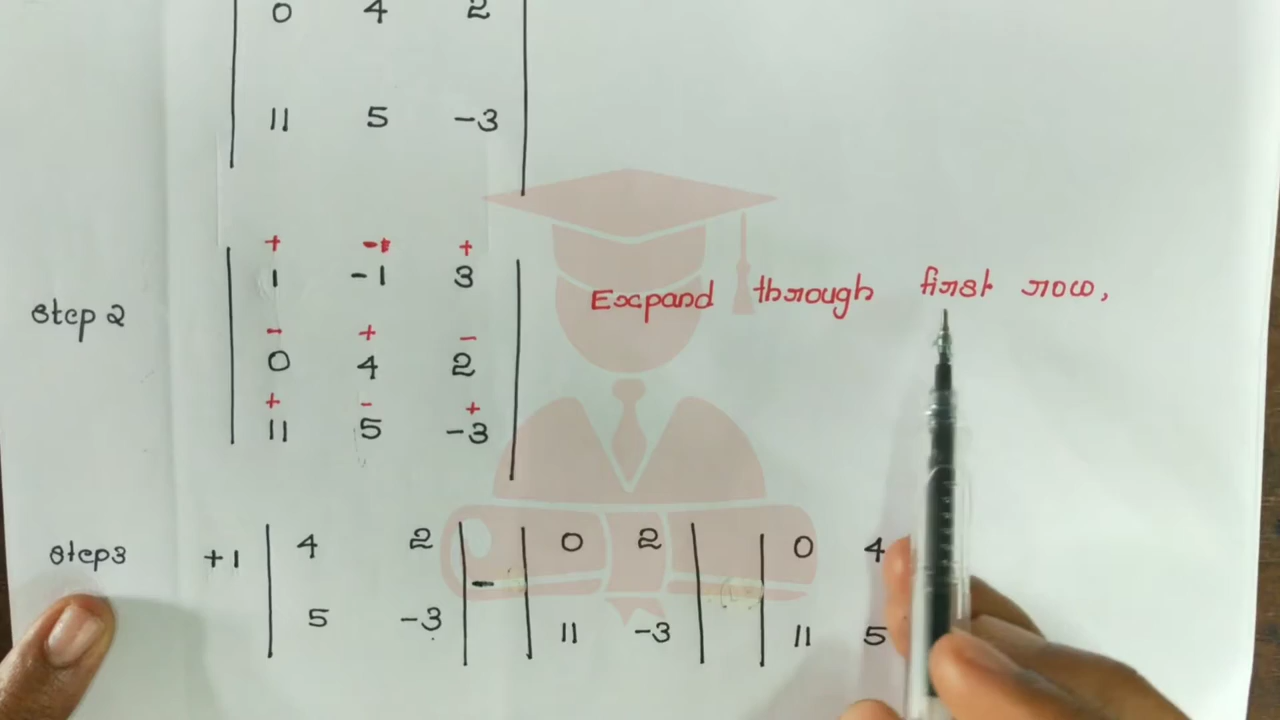 0 4 2
11 5 -3
+ - +
1 -1 3
Step 2
Expand through first row,
- + -
0 4 2
+ - +
11 5 -3
Step3 +1 4 2 - 0 2 0 4
5 -3 11 -3 11 5